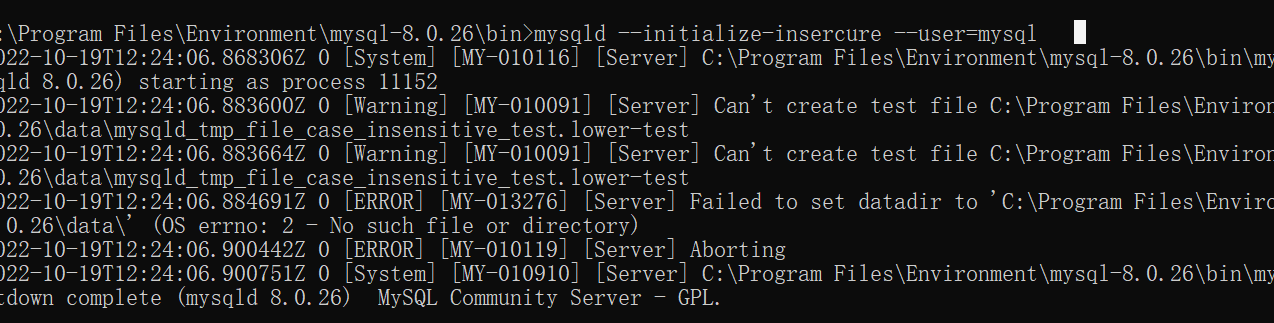 :\Program Files\Environment\mysql-8.0.26\bin>mysqld --initialize-insercure --user=mysql
022-10-19T12:24:06.868306Z 0 [System] [MY-010116] [Server] C:\Program Files\Environment\mysql-8.0.26\bin\my
qld 8.0.26) starting as process 11152
022-10-19T12:24:06.883600Z 0 [Warning] [MY-010091] [Server] Can't create test file C:\Program Files\Environ
0.26\data\mysqld_tmp_file_case_insensitive_test.lower-test
022-10-19T12:24:06.883664Z 0 [Warning] [MY-010091] [Server] Can't create test file C:\Program Files\Environ
0.26\data\mysqld_tmp_file_case_insensitive_test.lower-test
022-10-19T12:24:06.884691Z 0 [ERROR] [MY-013276] [Server] Failed to set datadir to 'C:\Program Files\Enviro
0.26\data\' (OS errno: 2 - No such file or directory)
022-10-19T12:24:06.900442Z 0 [ERROR] [MY-010119] [Server] Aborting
022-10-19T12:24:06.900751Z 0 [System] [MY-010910] [Server] C:\Program Files\Environment\mysql-8.0.26\bin\my
tdown complete (mysqld 8.0.26)  MySQL Community Server - GPL.